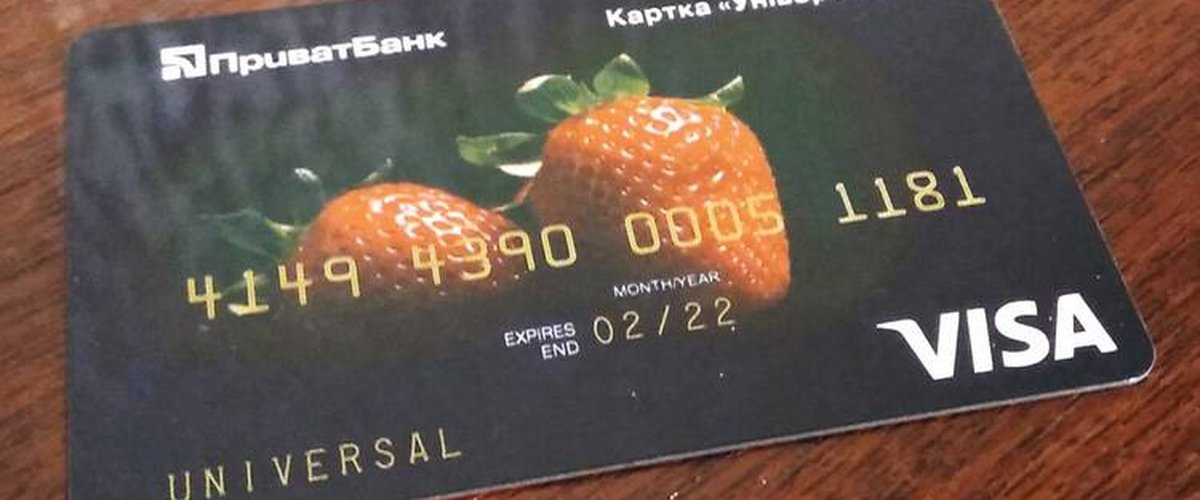 ПриватБанк
Картка
4149 4390 0005 1181
MONTH/YEAR
EXPIRES END 02/22
VISA
UNIVERSAL